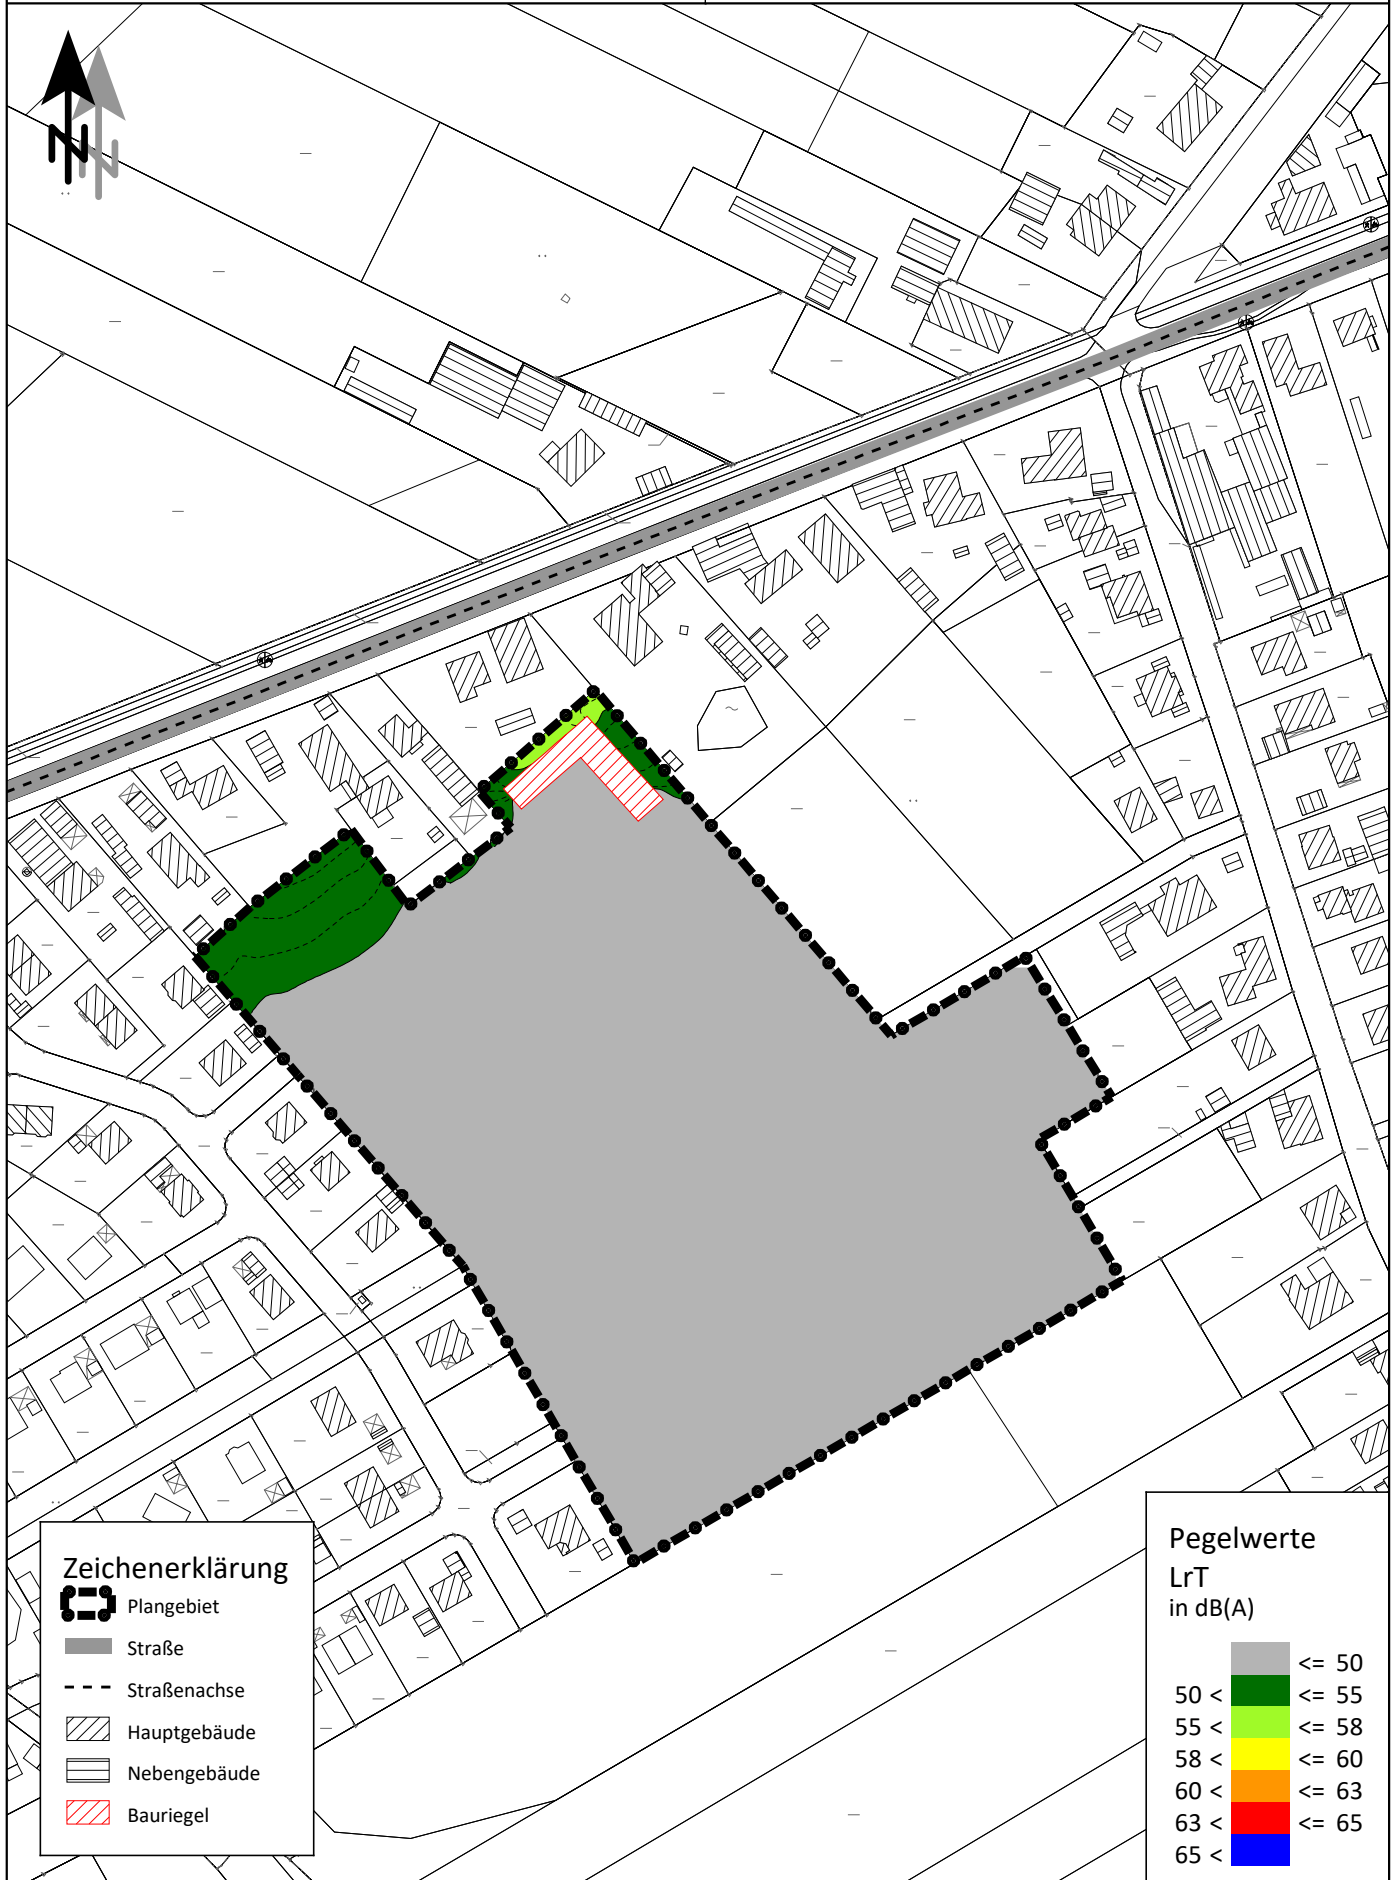 N
Zeichenerklärung
Plangebiet
Straße
Straßenachse
Hauptgebäude
Nebengebäude
Bauriegel
Pegelwerte
LrT
in dB(A)
<= 50
50 < <= 55
55 < <= 58
58 < <= 60
60 < <= 63
63 < <= 65
65 <